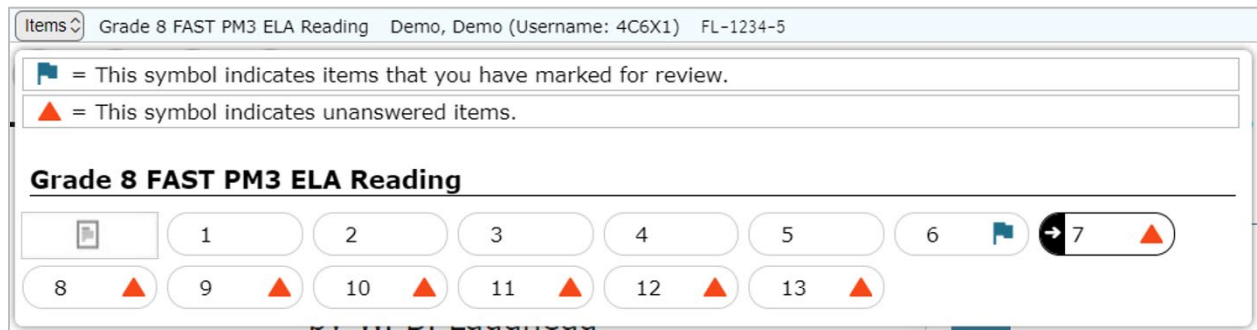 Items Grade 8 FAST PM3 ELA Reading Demo, Demo (Username: 4C6X1) FL-1234-5
= This symbol indicates items that you have marked for review.
= This symbol indicates unanswered items.
Grade 8 FAST PM3 ELA Reading
1 2 3 4 5 6 7
8 9 10 11 12 13